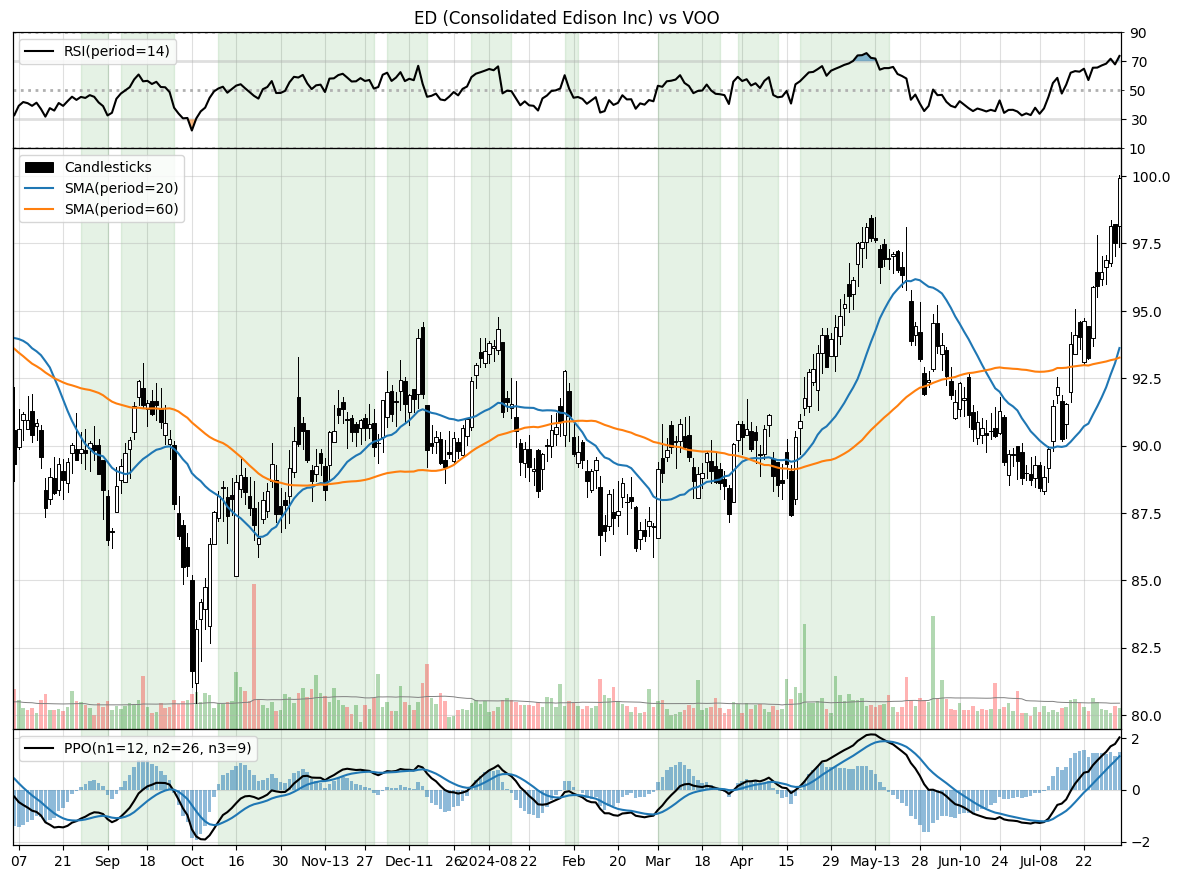 ED (Consolidated Edison Inc) vs VOO
RSI(period=14)
90
70
50
30
10
Candlesticks
SMA(period=20)
SMA(period=60)
100.0
97.5
95.0
92.5
90.0
87.5
85.0
82.5
80.0
PPO(n1=12, n2=26, n3=9)
2
0
−2
07 21 Sep 18 Oct 16 30 Nov-13 27 Dec-11 26 2024-08 22 Feb 20 Mar 18 Apr 15 29 May-13 28 Jun-10 24 Jul-08 22